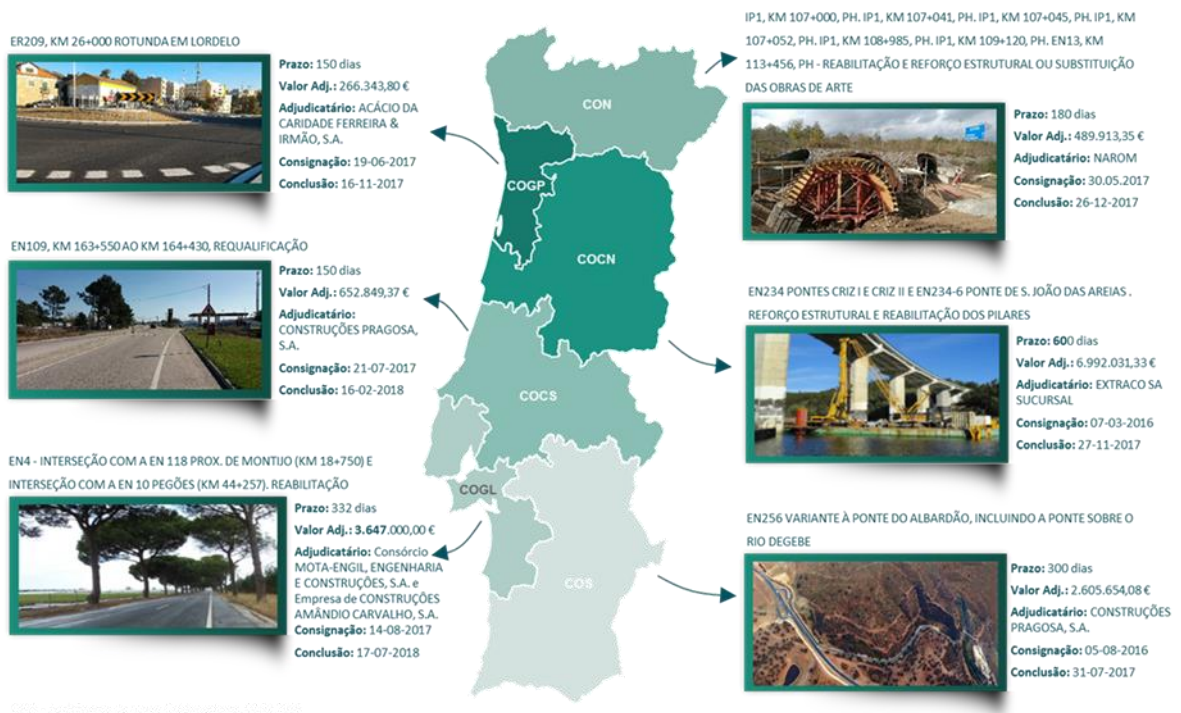 ER209, KM 26+000 ROTUNDA EM LORDELO
Prazo: 150 dias
Valor Adj.: 266.343,80 €
Adjudicatário: ACÁCIO DA
CARIDADE FERREIRA &
IRMÃO, S.A.
Consignação: 19-06-2017
Conclusão: 16-11-2017
EN109, KM 163+550 AO KM 164+430, REQUALIFICAÇÃO
Prazo: 150 dias
Valor Adj.: 652.849,37 €
Adjudicatário:
CONSTRUÇÕES PRAGOSA,
S.A.
Consignação: 21-07-2017
Conclusão: 16-02-2018
EN4 - INTERSEÇÃO COM A EN 118 PROX. DE MONTIJO (KM 18+750) E
INTERSEÇÃO COM A EN 10 PEGÕES (KM 44+257). REABILITAÇÃO
Prazo: 332 dias
Valor Adj.: 3.647.000,00 €
Adjudicatário: Consórcio
MOTA-ENGIL, ENGENHARIA
E CONSTRUÇÕES, S.A. e
Empresa de CONSTRUÇÕES
AMÂNDIO CARVALHO, S.A.
Consignação: 14-08-2017
Conclusão: 17-07-2018
CON
COGP
COCN
COCS
COGL
COS
IP1, KM 107+000, PH. IP1, KM 107+041, PH. IP1, KM 107+045, PH. IP1, KM
107+052, PH. IP1, KM 108+985, PH. IP1, KM 109+120, PH. EN13, KM
113+456, PH - REABILITAÇÃO E REFORÇO ESTRUTURAL OU SUBSTITUIÇÃO
DAS OBRAS DE ARTE
Prazo: 180 dias
Valor Adj.: 489.913,35 €
Adjudicatário: NAROM
Consignação: 30.05.2017
Conclusão: 26-12-2017
EN234 PONTES CRIZ I E CRIZ II E EN234-6 PONTE DE S. JOÃO DAS AREIAS .
REFORÇO ESTRUTURAL E REABILITAÇÃO DOS PILARES
Prazo: 600 dias
Valor Adj.: 6.992.031,33 €
Adjudicatário: EXTRACO SA
SUCURSAL
Consignação: 07-03-2016
Conclusão: 27-11-2017
EN256 VARIANTE À PONTE DO ALBARDÃO, INCLUINDO A PONTE SOBRE O
RIO DEGEBE
Prazo: 300 dias
Valor Adj.: 2.605.654,08 €
Adjudicatário: CONSTRUÇÕES
PRAGOSA, S.A.
Consignação: 05-08-2016
Conclusão: 31-07-2017